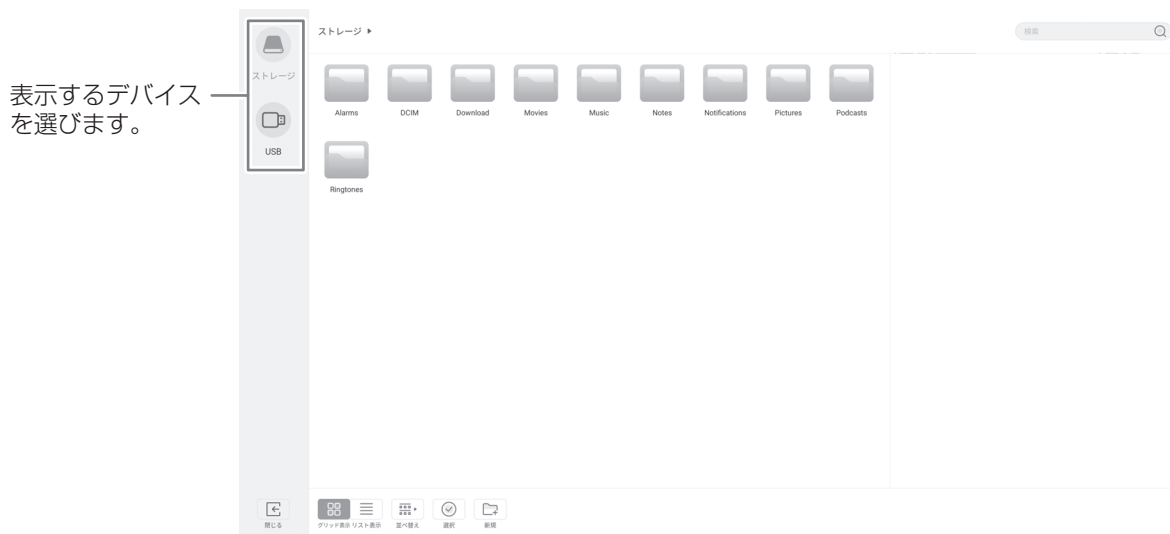 表示するデバイス
を選びます。
ストレージ
USB
閉じる
ストレージ
検索
Alarms
DCIM
Download
Movies
Music
Notes
Notifications
Pictures
Podcasts
Ringtones
グリッド表示
リスト表示
並べ替え
選択
新規